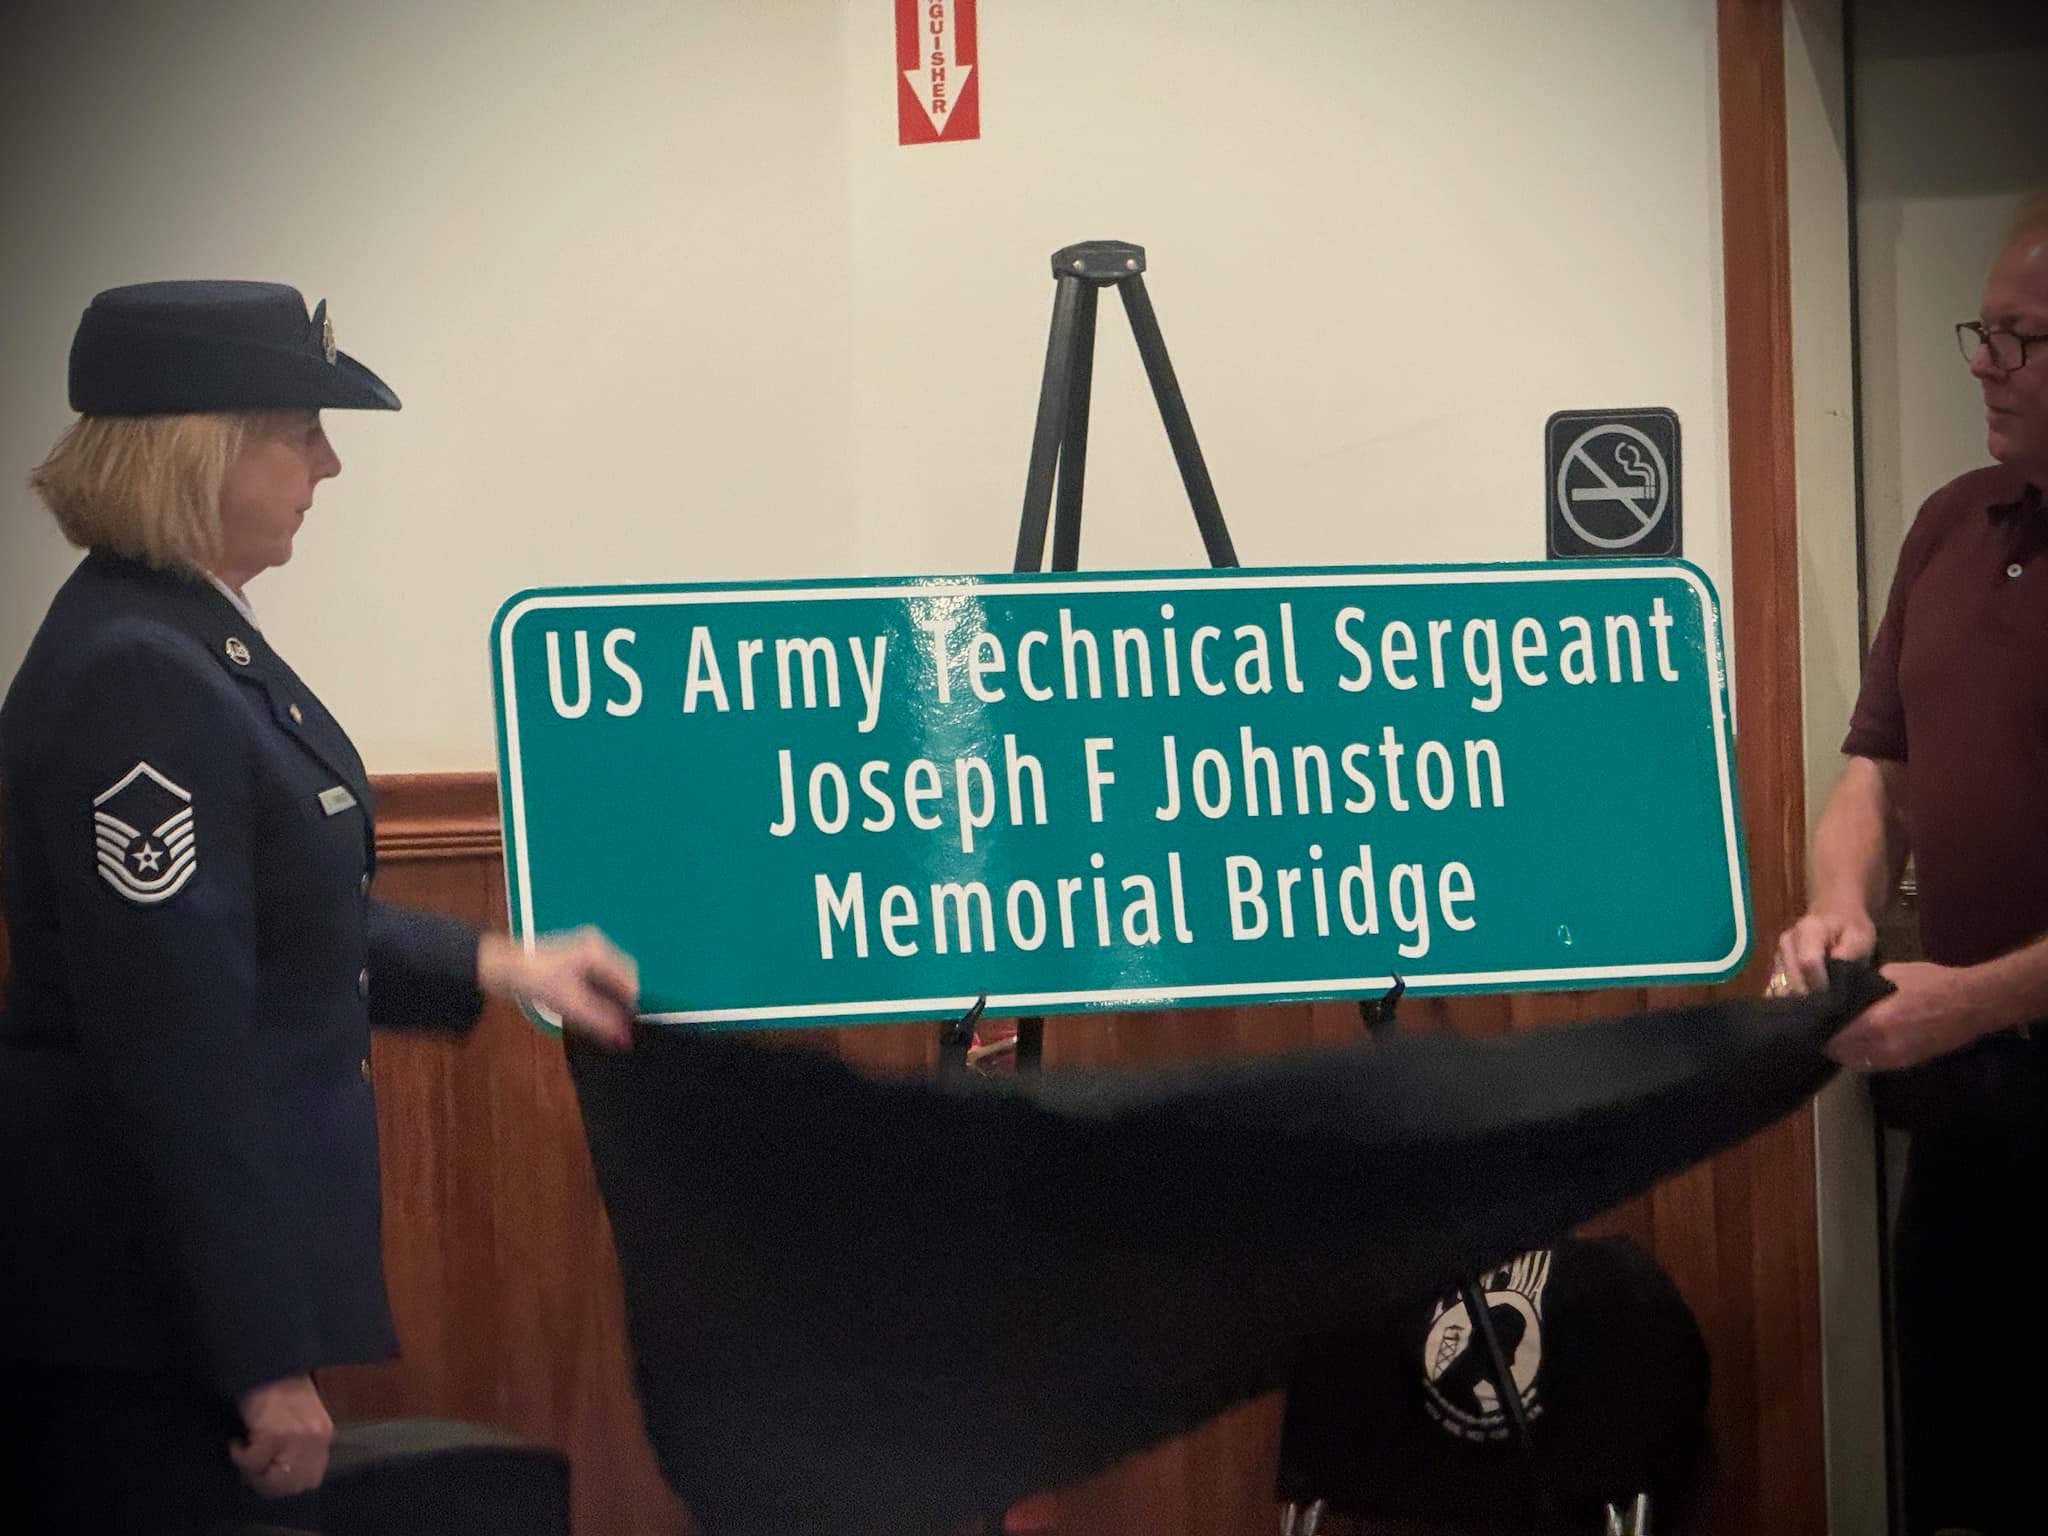 GUISHER
US Army Technical Sergeant
Joseph F Johnston
Memorial Bridge